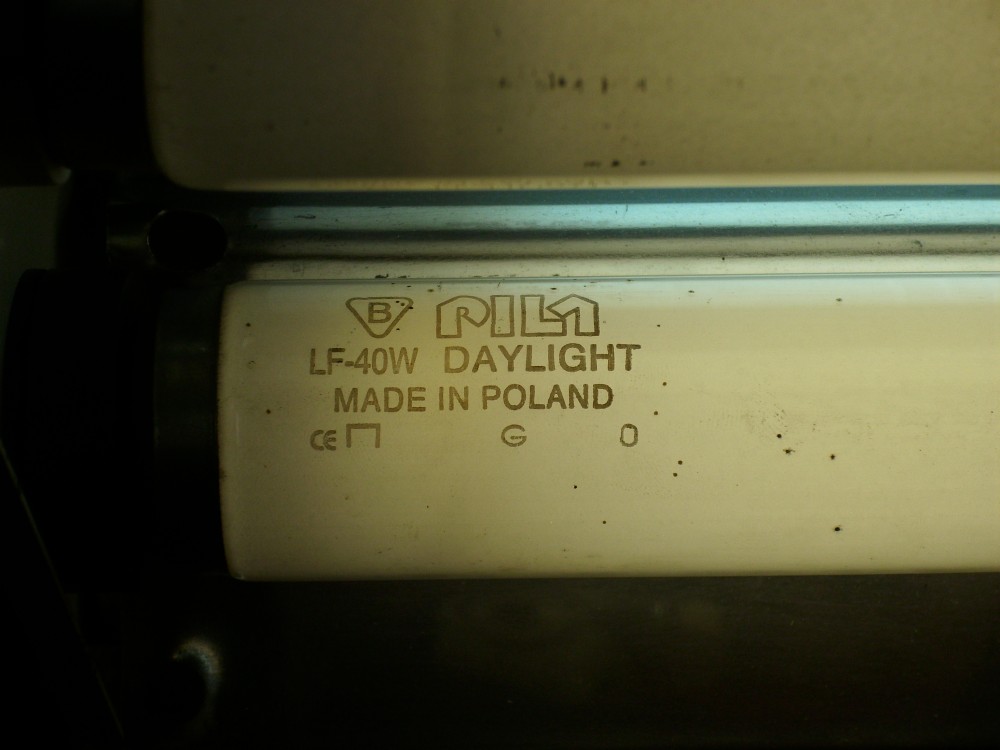 B PILA
LF-40W DAYLIGHT
MADE IN POLAND
CE G 0